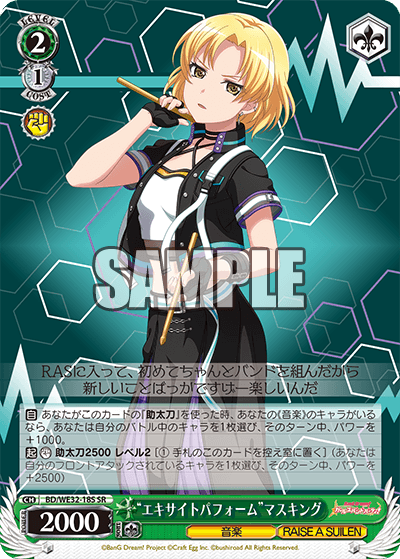 LEVEL
2
1
COST
SAMPLE
RASに入って、初めてちゃんとバンドを組んだから
新しいことばっかですげー楽しいんだ
【自】 あなたがこのカードの『助太刀』を使った時、あなたの《音楽》のキャラがいるなら、あなたは自分のバトル中のキャラを1枚選び、そのターン中、パワーを
+1000。
【起】 助太刀2500 レベル2 [① 手札のこのカードを控え室に置く] (あなたは
自分のフロントアタックされているキャラを1枚選び、そのターン中、パワーを
+2500)
CH BD/WE32-18S SR
POWER
2000
“エキサイトパフォーム”マスキング
音楽
RAISE A SUILEN
©BanG Dream! Project ©Craft Egg Inc. ©bushiroad All Rights Reserved.